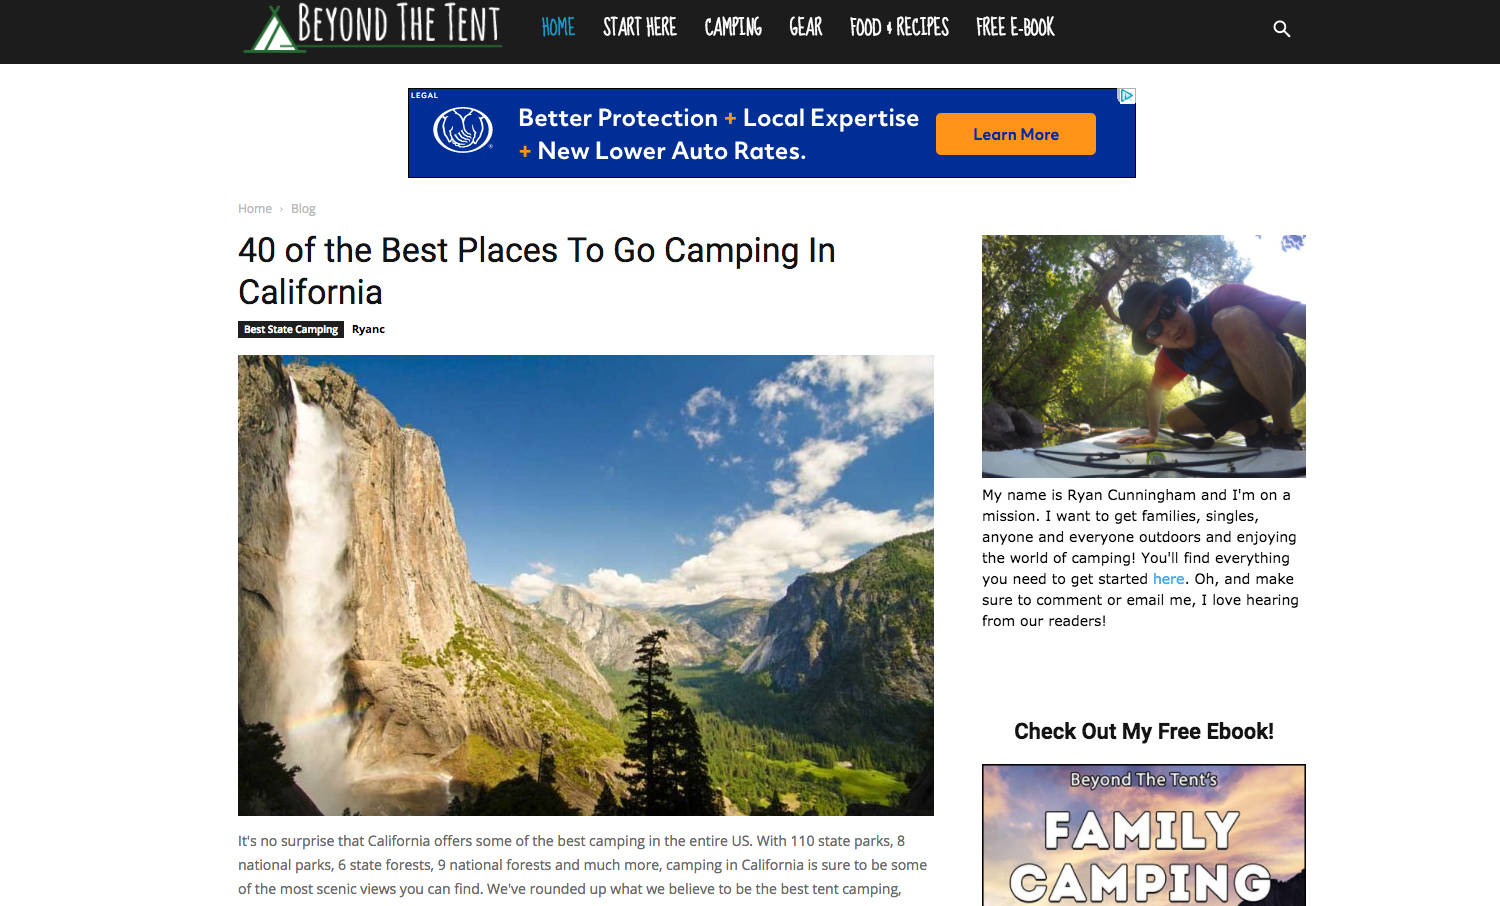 BEYOND THE TENT
HOME START HERE CAMPING GEAR FOOD & RECIPES FREE E-BOOK
LEGAL
Better Protection + Local Expertise
+ New Lower Auto Rates.
Learn More
Home › Blog
40 of the Best Places To Go Camping In
California
Best State Camping Ryanc
It's no surprise that California offers some of the best camping in the entire US. With 110 state parks, 8
national parks, 6 state forests, 9 national forests and much more, camping in California is sure to be some
of the most scenic views you can find. We've rounded up what we believe to be the best tent camping,
My name is Ryan Cunningham and I'm on a
mission. I want to get families, singles,
anyone and everyone outdoors and enjoying
the world of camping! You'll find everything
you need to get started here. Oh, and make
sure to comment or email me, I love hearing
from our readers!
Check Out My Free Ebook!
Beyond The Tent's
FAMILY
CAMPING